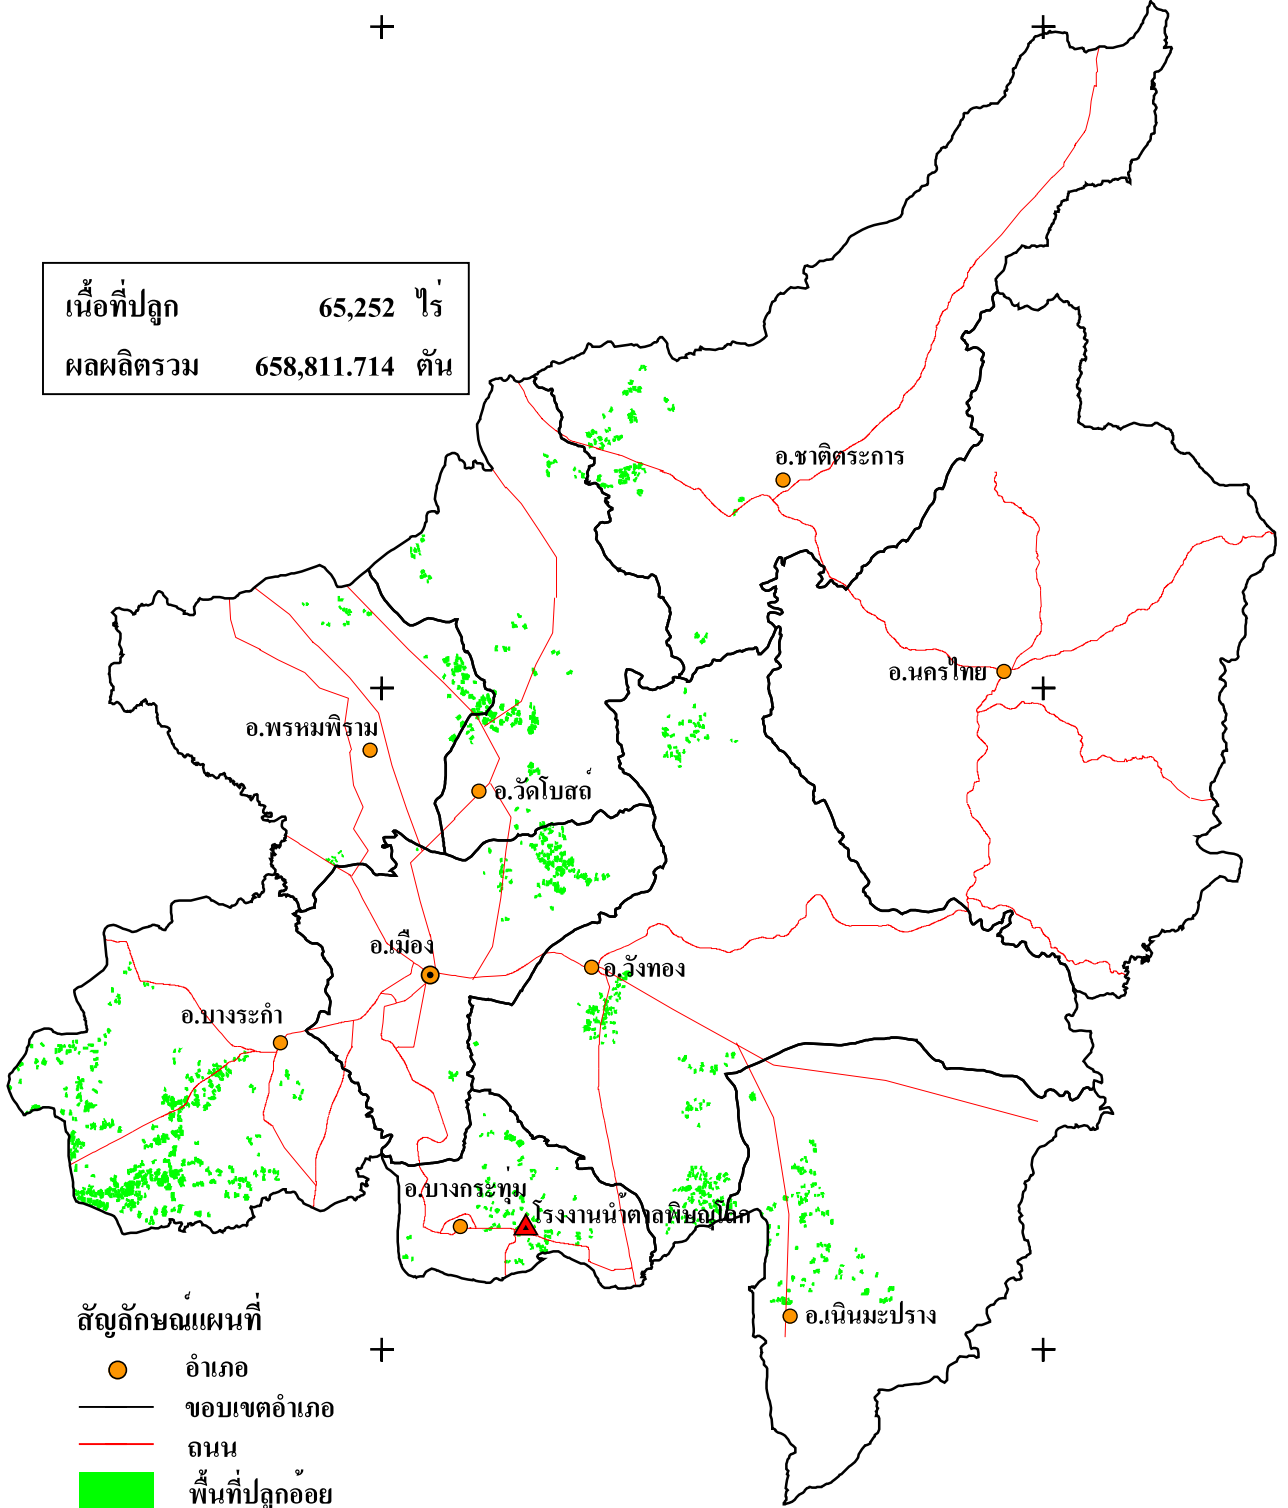 เนื้อที่ปลูก 65,252 ไร่
ผลผลิตรวม 658,811.714 ตัน
อ.ชาติตระการ
อ.นครไทย
อ.พรหมพิราม
อ.วัดโบสถ์
อ.เมือง
อ.วังทอง
อ.บางระกำ
อ.บางกระทุ่ม
โรงงานน้ำตาลพิษณุโลก
อ.เนินมะปราง
สัญลักษณ์แผนที่
อำเภอ
ขอบเขตอำเภอ
ถนน
พื้นที่ปลูกอ้อย